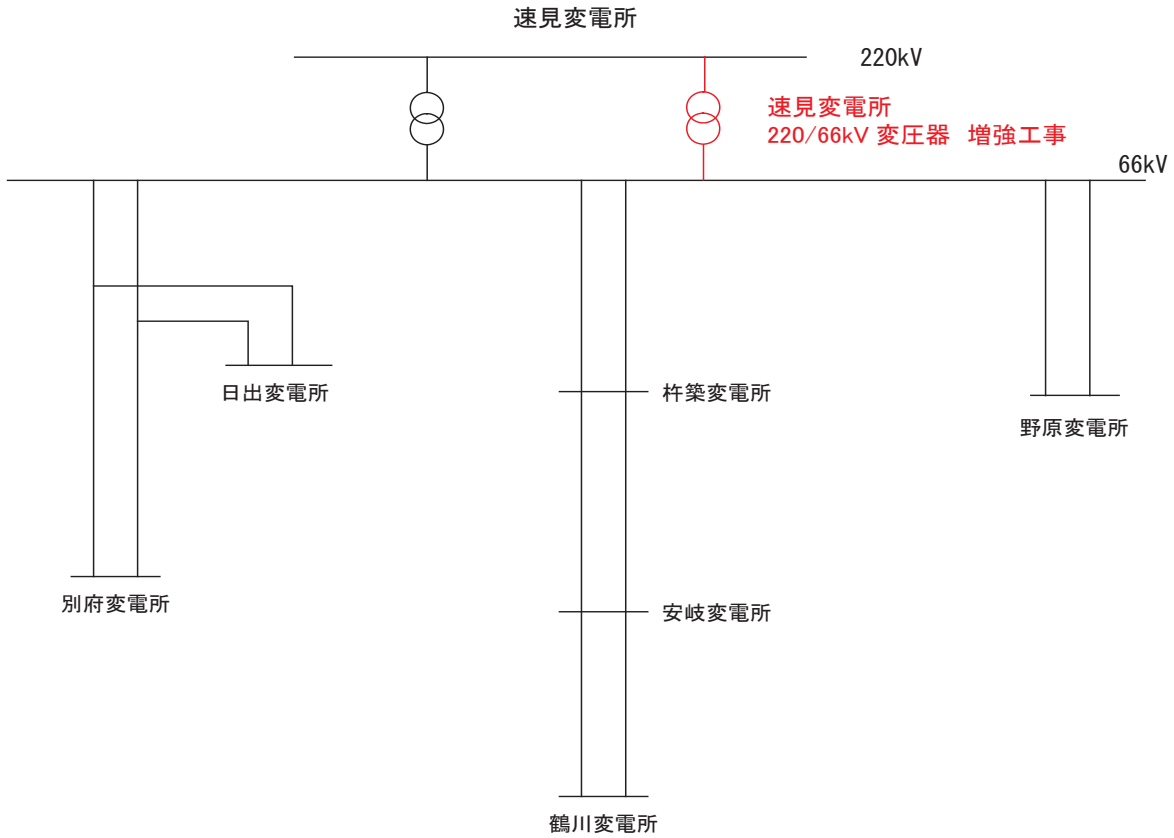 速見変電所
220kV
速見変電所
220/66kV 変圧器 増強工事
66kV
日出変電所
杵築変電所
野原変電所
別府変電所
安岐変電所
鶴川変電所